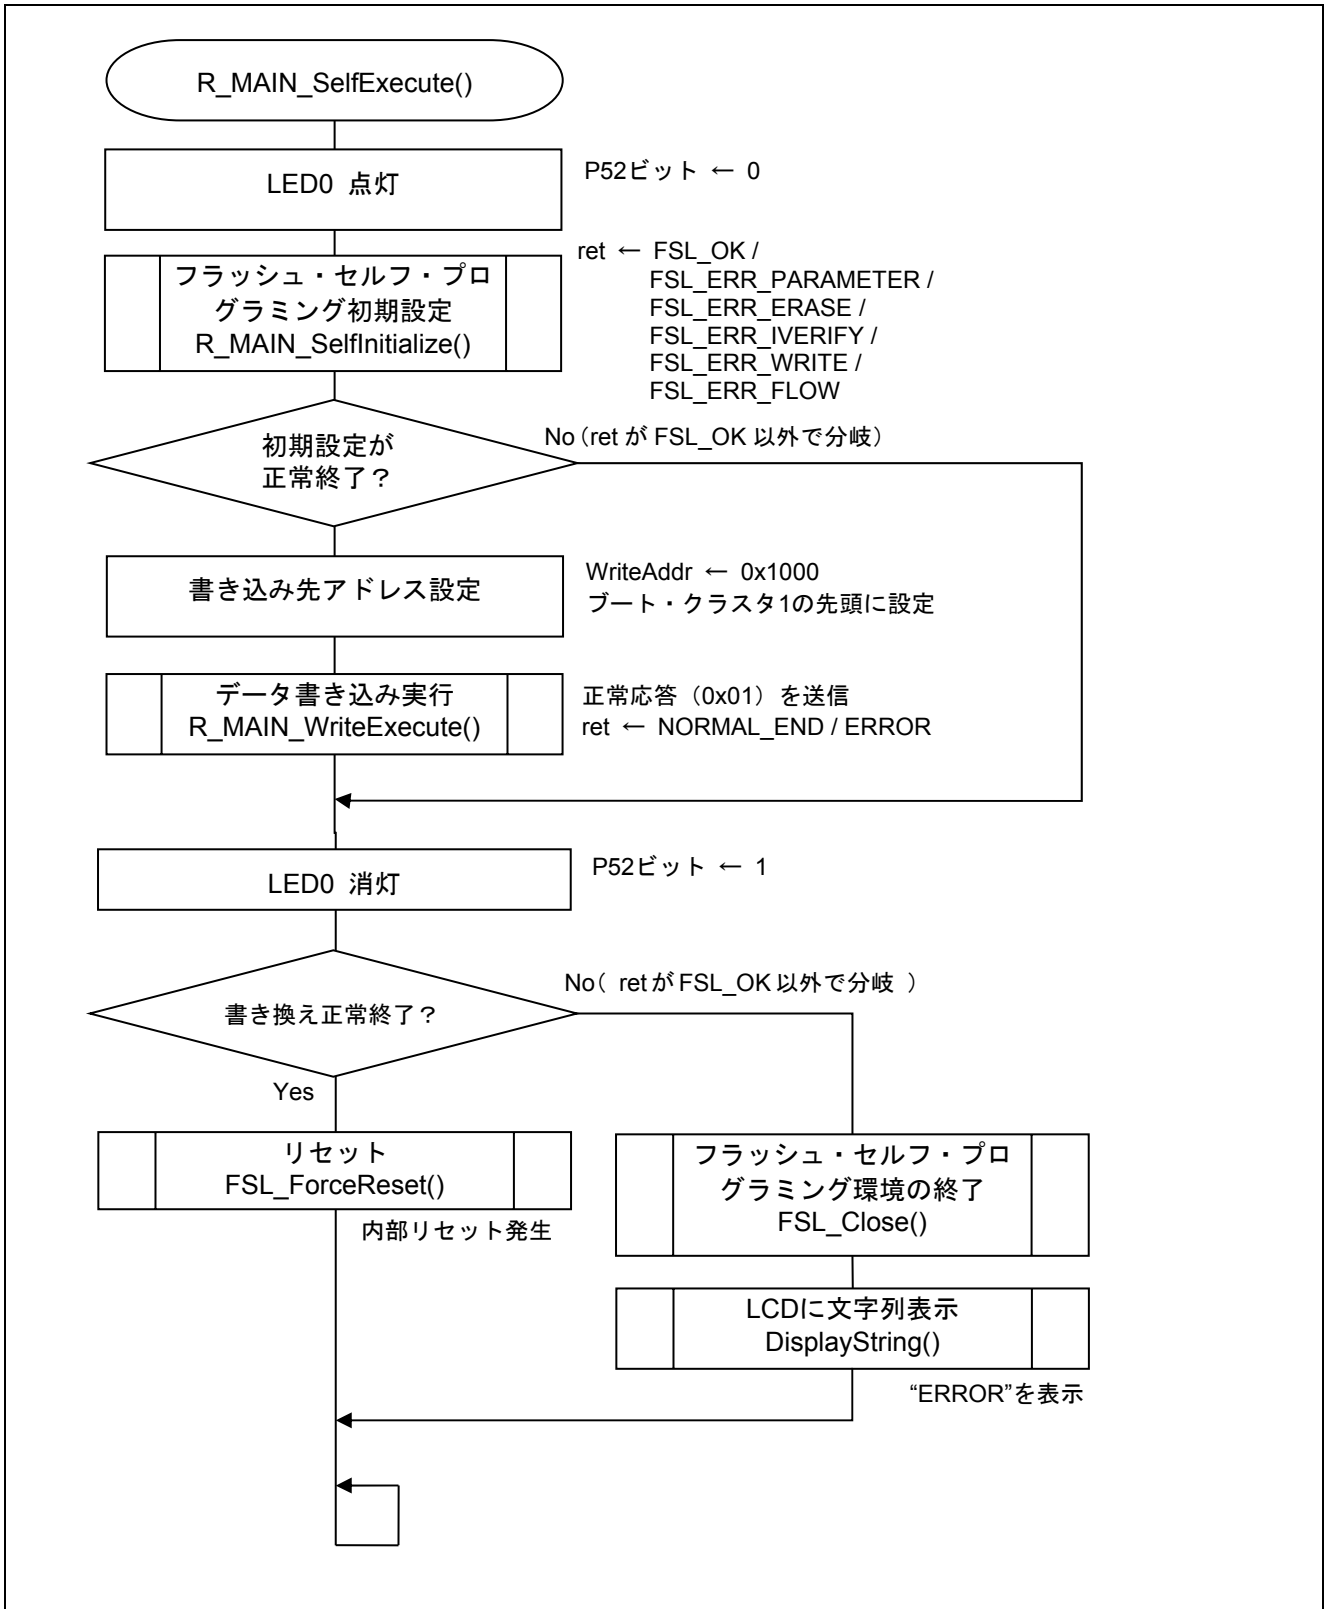 R_MAIN_SelfExecute()
LED0 点灯
P52ビット ← 0
フラッシュ・セルフ・プロ
グラミング初期設定
R_MAIN_SelfInitialize()
ret ← FSL_OK /
FSL_ERR_PARAMETER /
FSL_ERR_ERASE /
FSL_ERR_IVERIFY /
FSL_ERR_WRITE /
FSL_ERR_FLOW
初期設定が
正常終了？
No（ret が FSL_OK 以外で分岐）
書き込み先アドレス設定
WriteAddr ← 0x1000
ブート・クラスタ1の先頭に設定
データ書き込み実行
R_MAIN_WriteExecute()
正常応答（0x01）を送信
ret ← NORMAL_END / ERROR
LED0 消灯
P52ビット ← 1
書き換え正常終了？
No（ ret が FSL_OK 以外で分岐 ）
Yes
リセット
FSL_ForceReset()
内部リセット発生
フラッシュ・セルフ・プロ
グラミング環境の終了
FSL_Close()
LCDに文字列表示
DisplayString()
“ERROR”を表示